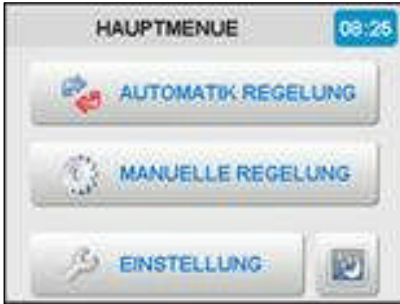 HAUPTMENUE 08:25
AUTOMATIK REGELUNG
MANUELLE REGELUNG
EINSTELLUNG